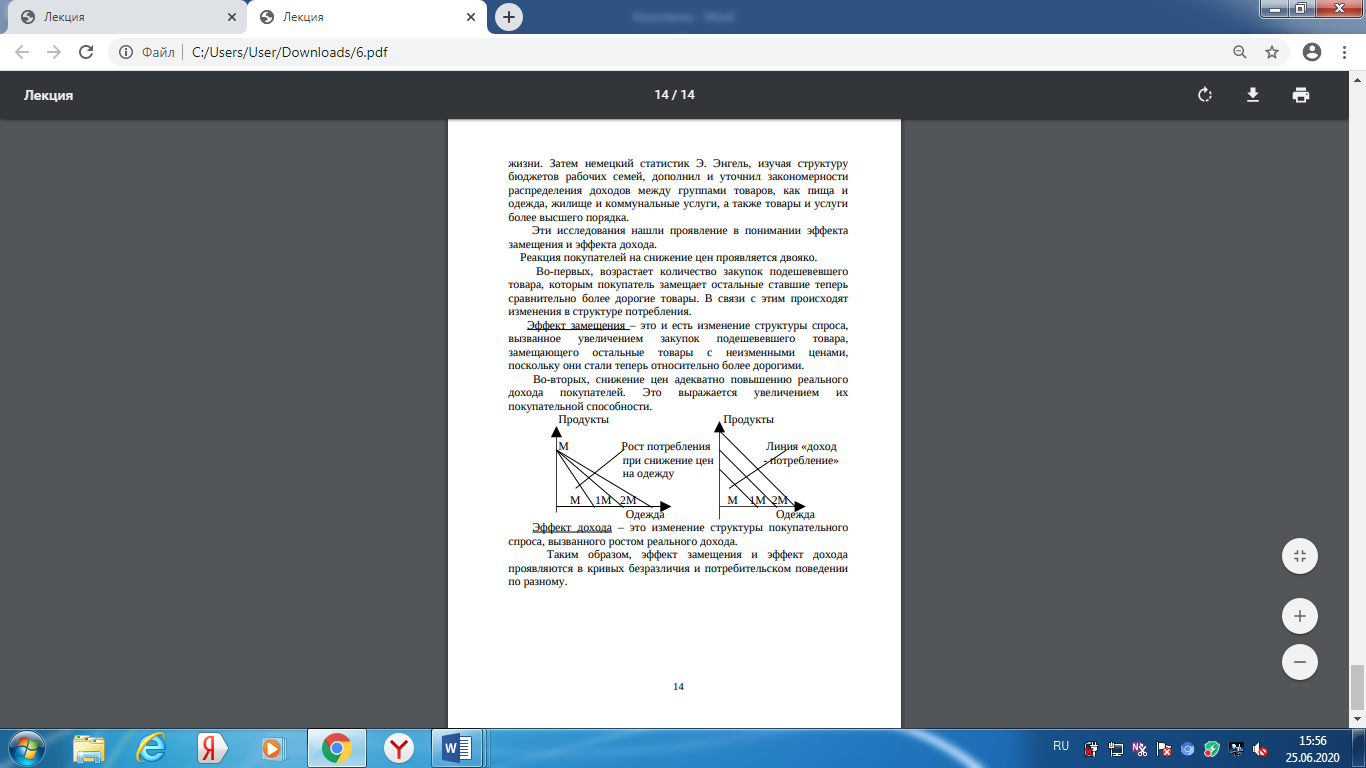 Лекция
Лекция
Файл
C:/Users/User/Downloads/6.pdf
Лекция
14 / 14
жизни. Затем немецкий статистик Э. Энгель, изучая структуру
бюджетов рабочих семей, дополнил и уточнил закономерности
распределения доходов между группами товаров, как пища и
одежда, жилище и коммунальные услуги, а также товары и услуги
более высшего порядка.
Эти исследования нашли проявление в понимании эффекта
замещения и эффекта дохода.
Реакция покупателей на снижение цен проявляется двояко.
Во-первых, возрастает количество закупок подешевевшего
товара, которым покупатель замещает остальные ставшие теперь
сравнительно более дорогие товары. В связи с этим происходят
изменения в структуре потребления.
Эффект замещения – это и есть изменение структуры спроса,
вызванное увеличением закупок подешевевшего товара,
замещающего остальные товары с неизменными ценами,
поскольку они стали теперь относительно более дорогими.
Во-вторых, снижение цен адекватно повышению реального
дохода покупателей. Это выражается увеличением их
покупательной способности.
Продукты
М
Рост потребления
при снижение цен
на одежду
М 1М 2М
Одежда
Продукты
Линия «доход
- потребление»
М 1М 2М
Одежда
Эффект дохода – это изменение структуры покупательного
спроса, вызванного ростом реального дохода.
Таким образом, эффект замещения и эффект дохода
проявляются в кривых безразличия и потребительском поведении
по разному.
14
RU
15:56
25.06.2020